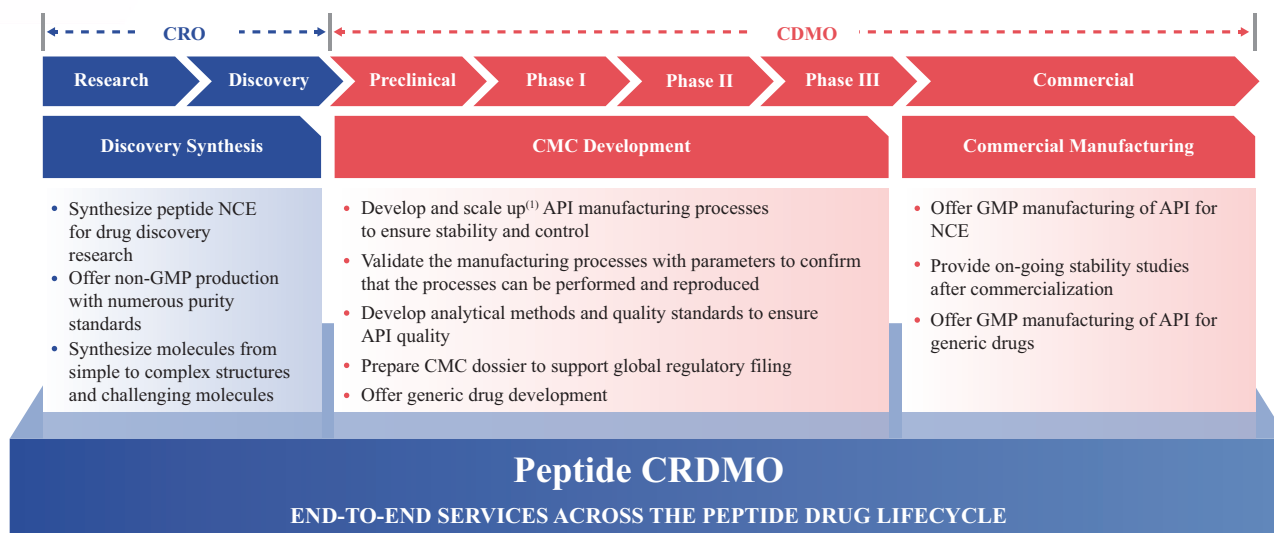 CRO
CDMO
Research
Discovery
Preclinical
Phase I
Phase II
Phase III
Commercial
Discovery Synthesis
CMC Development
Commercial Manufacturing
• Synthesize peptide NCE
for drug discovery
research
• Offer non-GMP production
with numerous purity
standards
• Synthesize molecules from
simple to complex structures
and challenging molecules
• Develop and scale up(1) API manufacturing processes
to ensure stability and control
• Validate the manufacturing processes with parameters to confirm
that the processes can be performed and reproduced
• Develop analytical methods and quality standards to ensure
API quality
• Prepare CMC dossier to support global regulatory filing
• Offer generic drug development
• Offer GMP manufacturing of API for
NCE
• Provide on-going stability studies
after commercialization
• Offer GMP manufacturing of API for
generic drugs
Peptide CRDMO
END-TO-END SERVICES ACROSS THE PEPTIDE DRUG LIFECYCLE